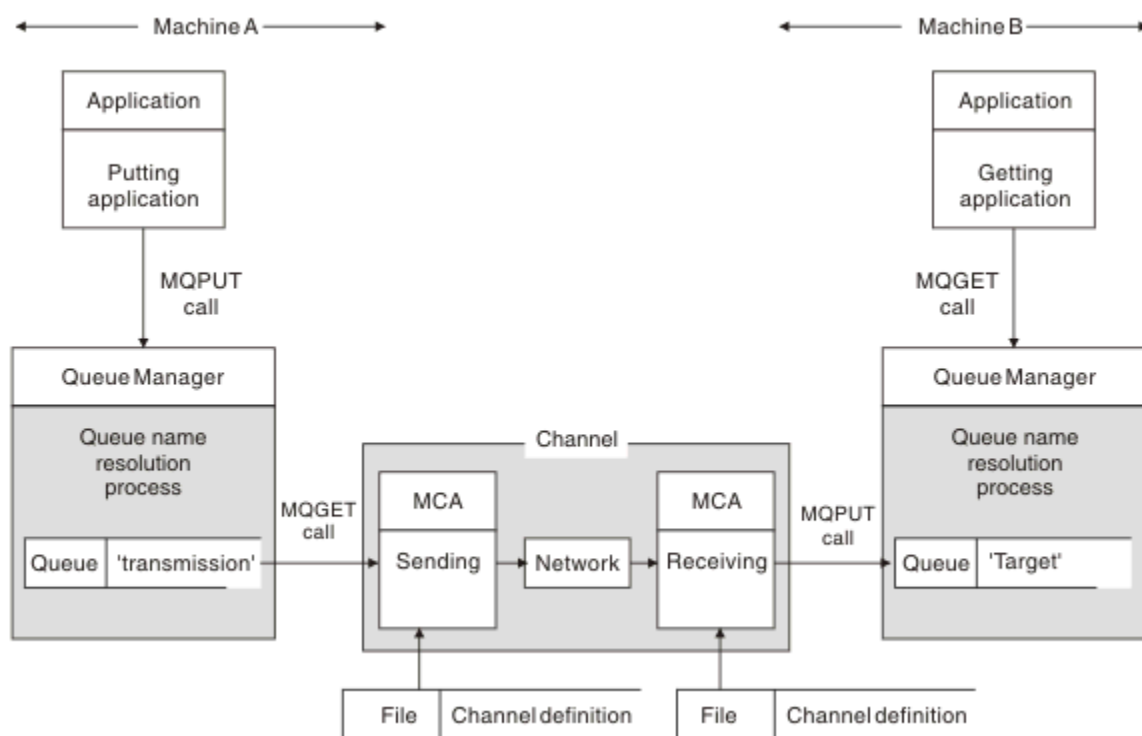 Machine A
Machine B
Application
Putting
application
Application
Getting
application
MQPUT
call
MQGET
call
Queue Manager
Queue name
resolution
process
Queue 'transmission'
MQGET
call
Channel
MCA
Sending
Network
MCA
Receiving
MQPUT
call
Queue Manager
Queue name
resolution
process
Queue 'Target'
File Channel definition
File Channel definition